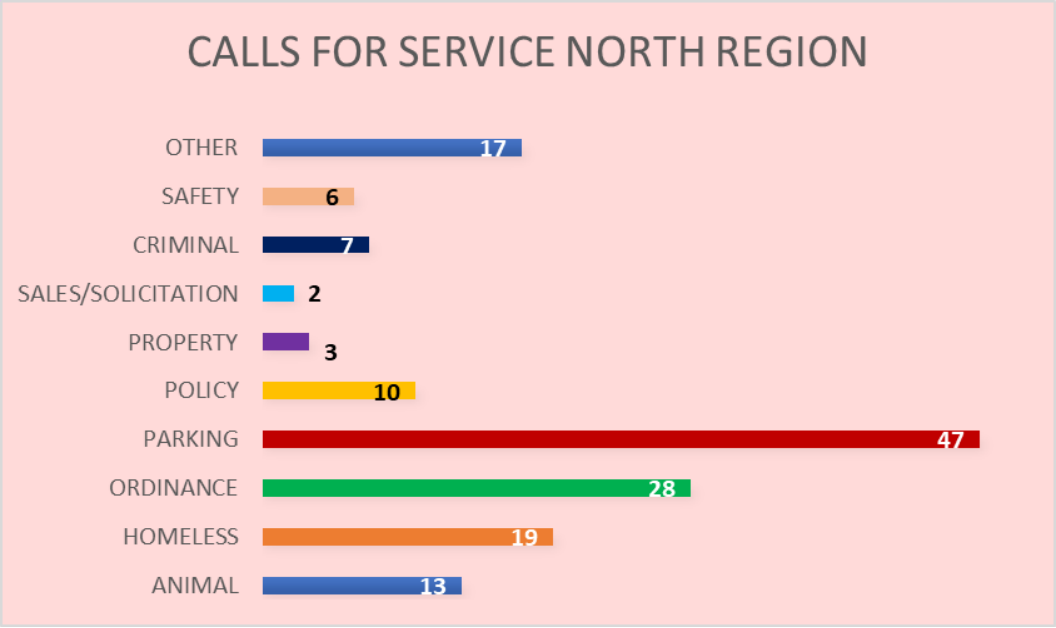 CALLS FOR SERVICE NORTH REGION
OTHER 17
SAFETY 6
CRIMINAL 7
SALES/SOLICITATION 2
PROPERTY 3
POLICY 10
PARKING 47
ORDINANCE 28
HOMELESS 19
ANIMAL 13